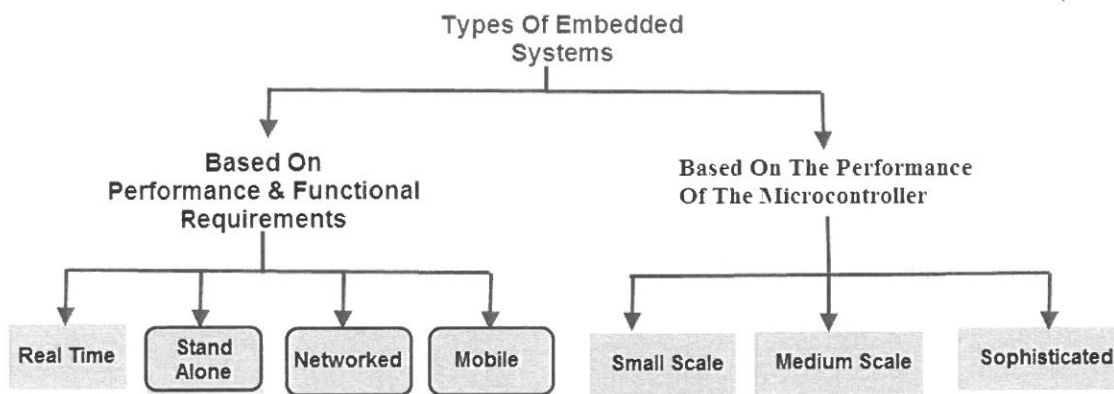 Types Of Embedded
Systems
Based On
Performance & Functional
Requirements
Based On The Performance
Of The Microcontroller
Real Time
Stand
Alone
Networked
Mobile
Small Scale
Medium Scale
Sophisticated